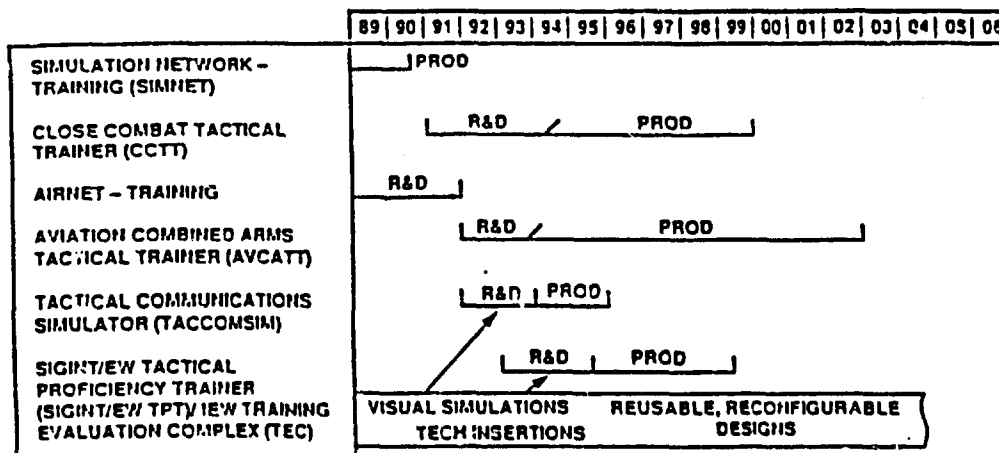 89 | 90 | 91 | 92 | 93 | 94 | 95 | 96 | 97 | 98 | 99 | 00 | 01 | 02 | 03 | 04 | 05 | 06
SIMULATION NETWORK – PROD
TRAINING (SIMNET)
CLOSE COMBAT TACTICAL R&D PROD
TRAINER (CCTT)
AIRNET – TRAINING R&D
AVIATION COMBINED ARMS R&D PROD
TACTICAL TRAINER (AVCATT)
TACTICAL COMMUNICATIONS R&D PROD
SIMULATOR (TACCOMSIM)
SIGINT/EW TACTICAL R&D PROD
PROFICIENCY TRAINER
(SIGINT/EW TPT)/IEW TRAINING
EVALUATION COMPLEX (TEC)
VISUAL SIMULATIONS REUSABLE, RECONFIGURABLE
TECH INSERTIONS DESIGNS